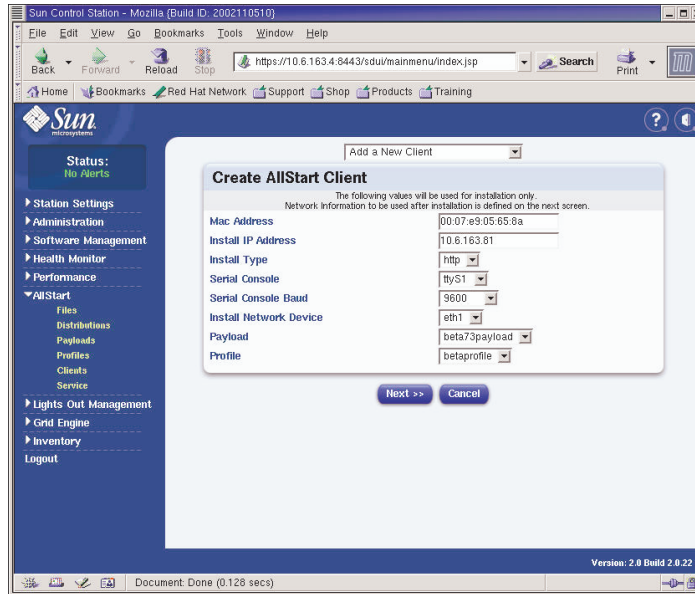 Sun Control Station - Mozilla {Build ID: 2002110510}
File Edit View Go Bookmarks Tools Window Help
Back Forward Reload Stop https://10.6.163.4:8443/sdui/mainmenu/index.jsp Search Print
Home Bookmarks Red Hat Network Support Shop Products Training
Sun
microsystems
Status:
No Alerts
Station Settings
Administration
Software Management
Health Monitor
Performance
AllStart
Files
Distributions
Payloads
Profiles
Clients
Service
Lights Out Management
Grid Engine
Inventory
Logout
Add a New Client
Create AllStart Client
The following values will be used for installation only.
Network Information to be used after installation is defined on the next screen.
Mac Address 00:07:e9:05:65:8a
Install IP Address 10.6.163.81
Install Type http
Serial Console ttyS1
Serial Console Baud 9600
Install Network Device eth1
Payload beta73payload
Profile betaprofile
Next >> Cancel
Version: 2.0 Build 2.0.22
Document: Done (0.128 secs)